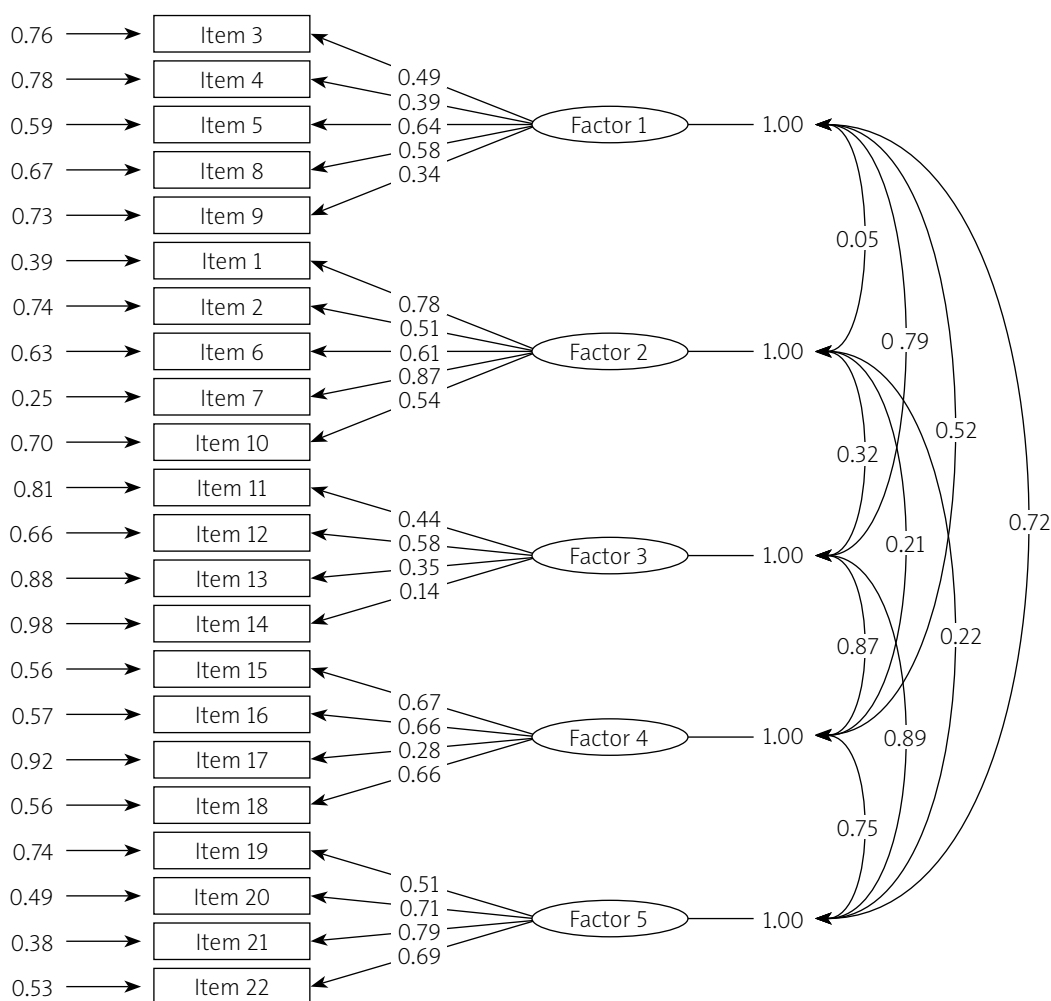 0.76 Item 3
0.49
0.78 Item 4
0.39
0.59 Item 5 0.64 Factor 1 1.00
0.58
0.67 Item 8
0.34
0.73 Item 9
0.05
0.39 Item 1
0.78
0.74 Item 2
0.51
0.79
0.63 Item 6 0.61 Factor 2 1.00
0.87
0.25 Item 7
0.54
0.52
0.70 Item 10
0.32
0.81 Item 11
0.44
0.72
0.66 Item 12
0.58
0.21
0.35 Factor 3 1.00
0.88 Item 13
0.14
0.98 Item 14
0.22
0.87
0.56 Item 15
0.67
0.57 Item 16
0.66
0.28 Factor 4 1.00 0.89
0.92 Item 17
0.66
0.56 Item 18
0.75
0.74 Item 19
0.51
0.49 Item 20
0.71
0.79 Factor 5 1.00
0.38 Item 21
0.69
0.53 Item 22